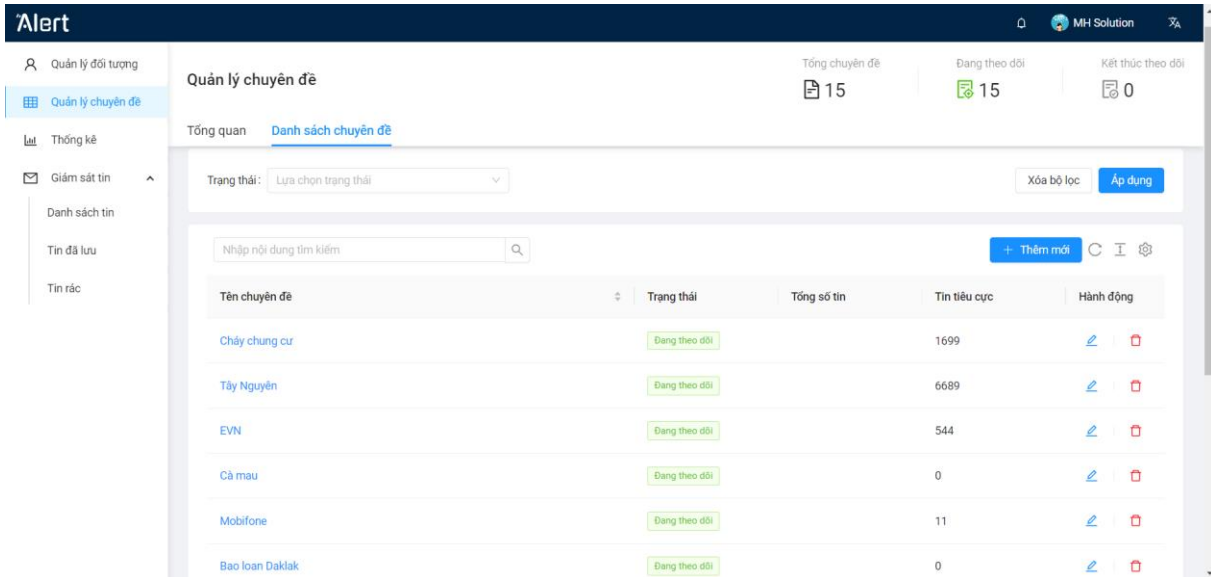 Alert
MH Solution
Quản lý đối tượng
Quản lý chuyên đề
Thống kê
Giám sát tin
Danh sách tin
Tin đã lưu
Tin rác
Quản lý chuyên đề
Tổng chuyên đề
15
Đang theo dõi
15
Kết thúc theo dõi
0
Tổng quan Danh sách chuyên đề
Trạng thái : Lựa chọn trạng thái Xóa bộ lọc Áp dụng
Nhập nội dung tìm kiếm + Thêm mới
Tên chuyên đề Trạng thái Tổng số tin Tin tiêu cực Hành động
Cháy chung cư Đang theo dõi 1699
Tây Nguyên Đang theo dõi 6689
EVN Đang theo dõi 544
Cà mau Đang theo dõi 0
Mobifone Đang theo dõi 11
Bao loan Daklak Đang theo dõi 0